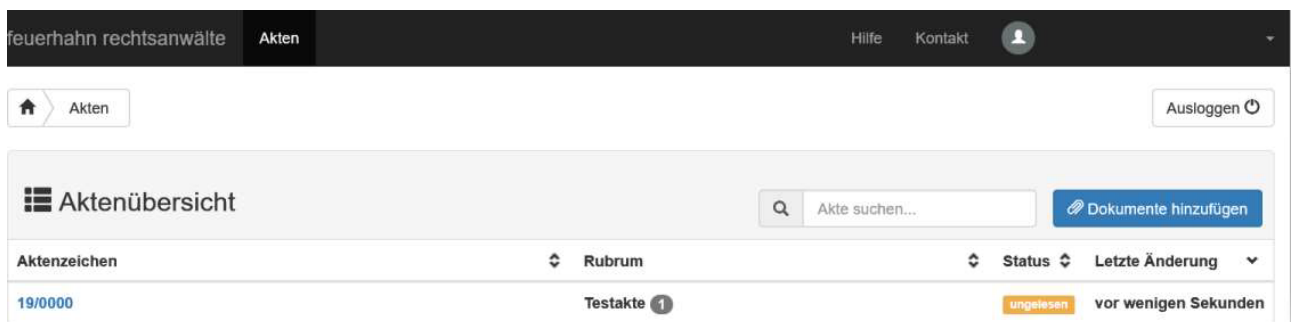 feuerhahn rechtsanwälte Akten Hilfe Kontakt
Akten Ausloggen
Aktenübersicht Akte suchen... Dokumente hinzufügen
Aktenzeichen Rubrum Status Letzte Änderung
19/0000 Testakte 1 ungelesen vor wenigen Sekunden